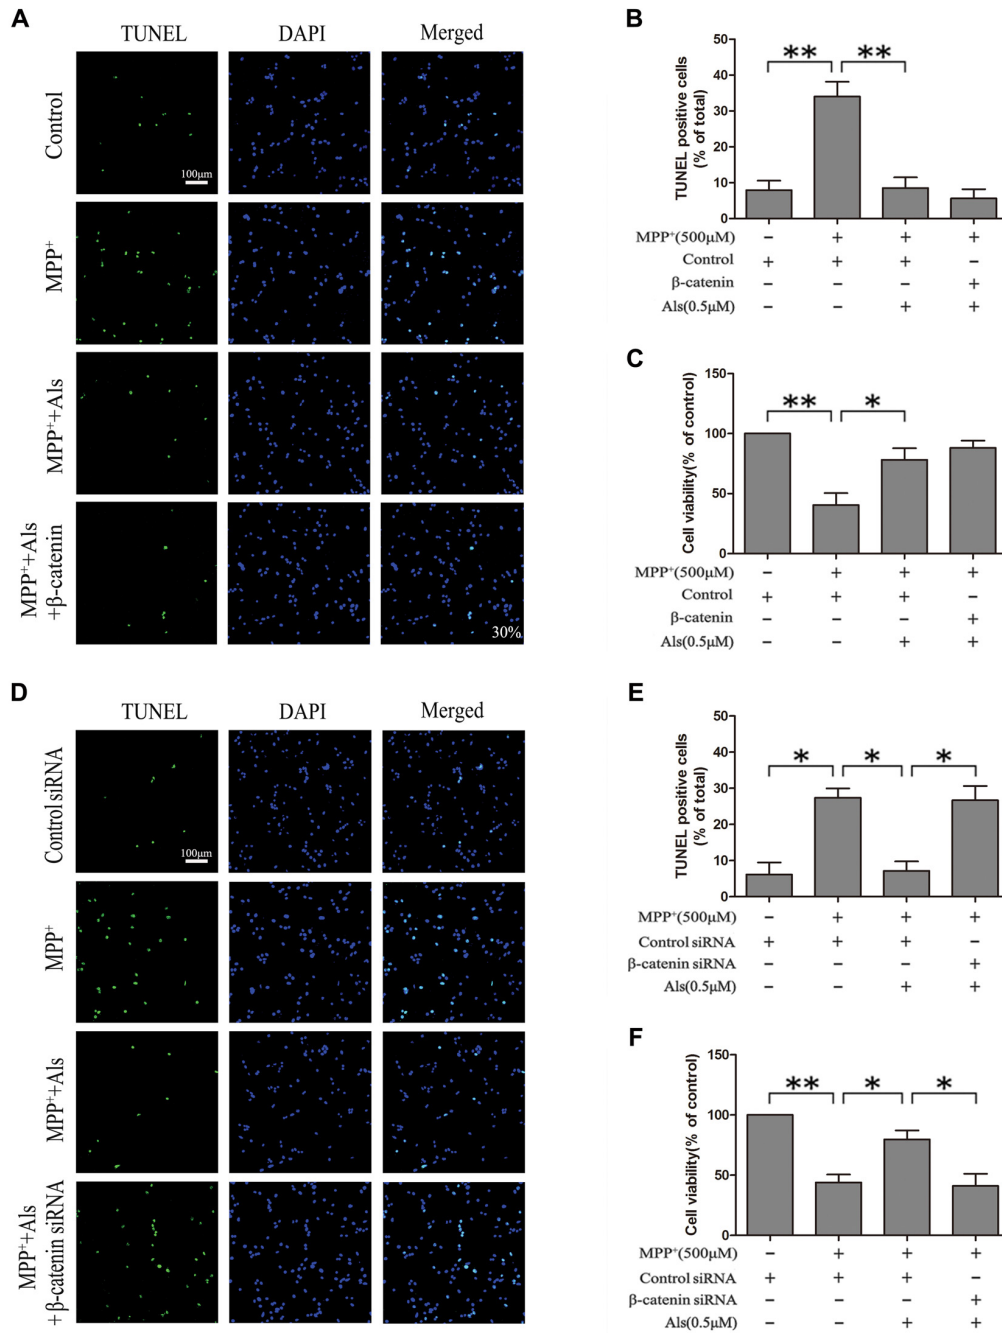 A
TUNEL DAPI Merged
Control
100μm
MPP⁺
MPP⁺+Als
MPP⁺+Als
+β-catenin
30%
B
TUNEL positive cells
(% of total)
50
40
30
20
10
0
** **
MPP⁺(500μM) − + + +
Control + + + −
β-catenin − − − +
Als(0.5μM) − − + +
C
Cell viability(% of control)
150
100
50
0
** *
MPP⁺(500μM) − + + +
Control + + + −
β-catenin − − − +
Als(0.5μM) − − + +
D
TUNEL DAPI Merged
Control siRNA
100μm
MPP⁺
MPP⁺+Als
MPP⁺+Als
+β-catenin siRNA
E
TUNEL positive cells
(% of total)
50
40
30
20
10
0
* * *
MPP⁺(500μM) − + + +
Control siRNA + + + −
β-catenin siRNA − − − +
Als(0.5μM) − − + +
F
Cell viability(% of control)
150
100
50
0
** * *
MPP⁺(500μM) − + + +
Control siRNA + + + −
β-catenin siRNA − − − +
Als(0.5μM) − − + +